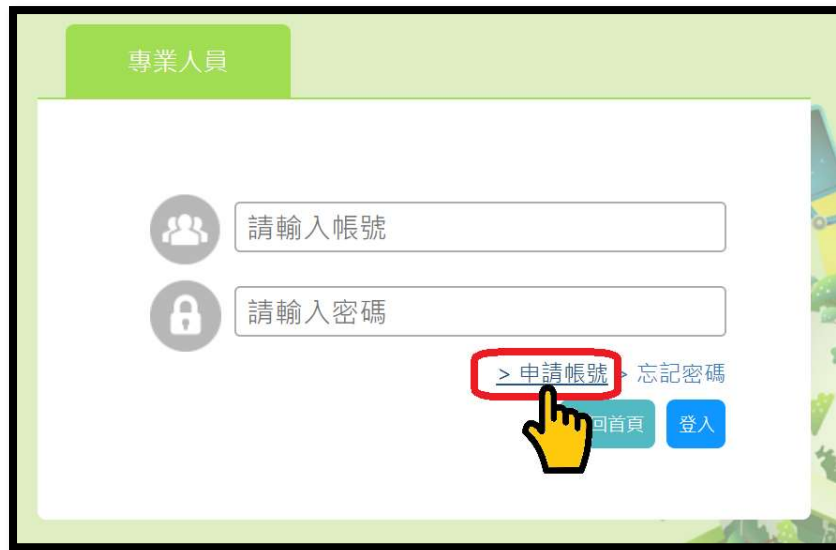 專業人員
請輸入帳號
請輸入密碼
> 申請帳號 > 忘記密碼
回首頁 登入